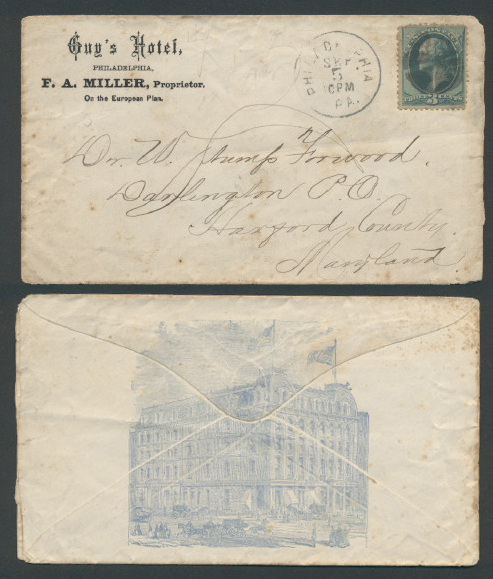 Guy's Hotel,
PHILADELPHIA,
F. A. MILLER, Proprietor.
On the European Plan.
PHILADELPHIA
SEP
5
10PM
PA.
Dr. W. Stump Forwood.
Darlington P.O.
Harford County.
Maryland.